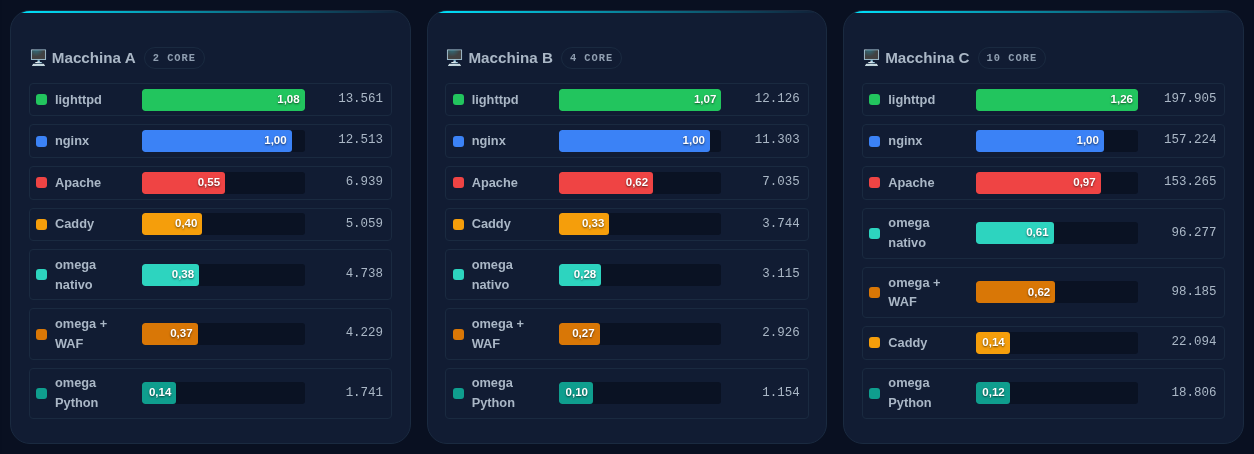 Macchina A 2 CORE
lighttpd 1,08 13.561
nginx 1,00 12.513
Apache 0,55 6.939
Caddy 0,40 5.059
omega
nativo 0,38 4.738
omega +
WAF 0,37 4.229
omega
Python 0,14 1.741
Macchina B 4 CORE
lighttpd 1,07 12.126
nginx 1,00 11.303
Apache 0,62 7.035
Caddy 0,33 3.744
omega
nativo 0,28 3.115
omega +
WAF 0,27 2.926
omega
Python 0,10 1.154
Macchina C 10 CORE
lighttpd 1,26 197.905
nginx 1,00 157.224
Apache 0,97 153.265
omega
nativo 0,61 96.277
omega +
WAF 0,62 98.185
Caddy 0,14 22.094
omega
Python 0,12 18.806